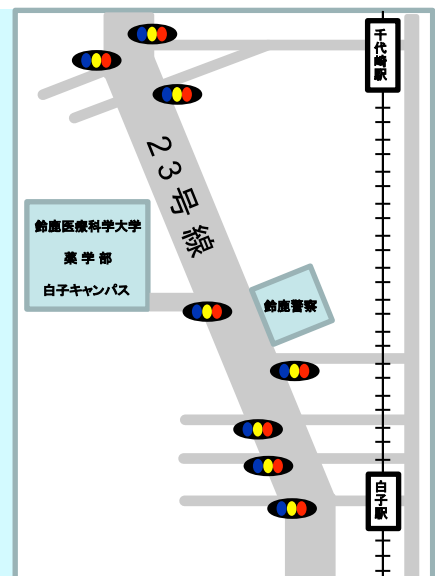 千代崎駅
23号線
鈴鹿医療科学大学
薬学部
白子キャンパス
鈴鹿警察
白子駅